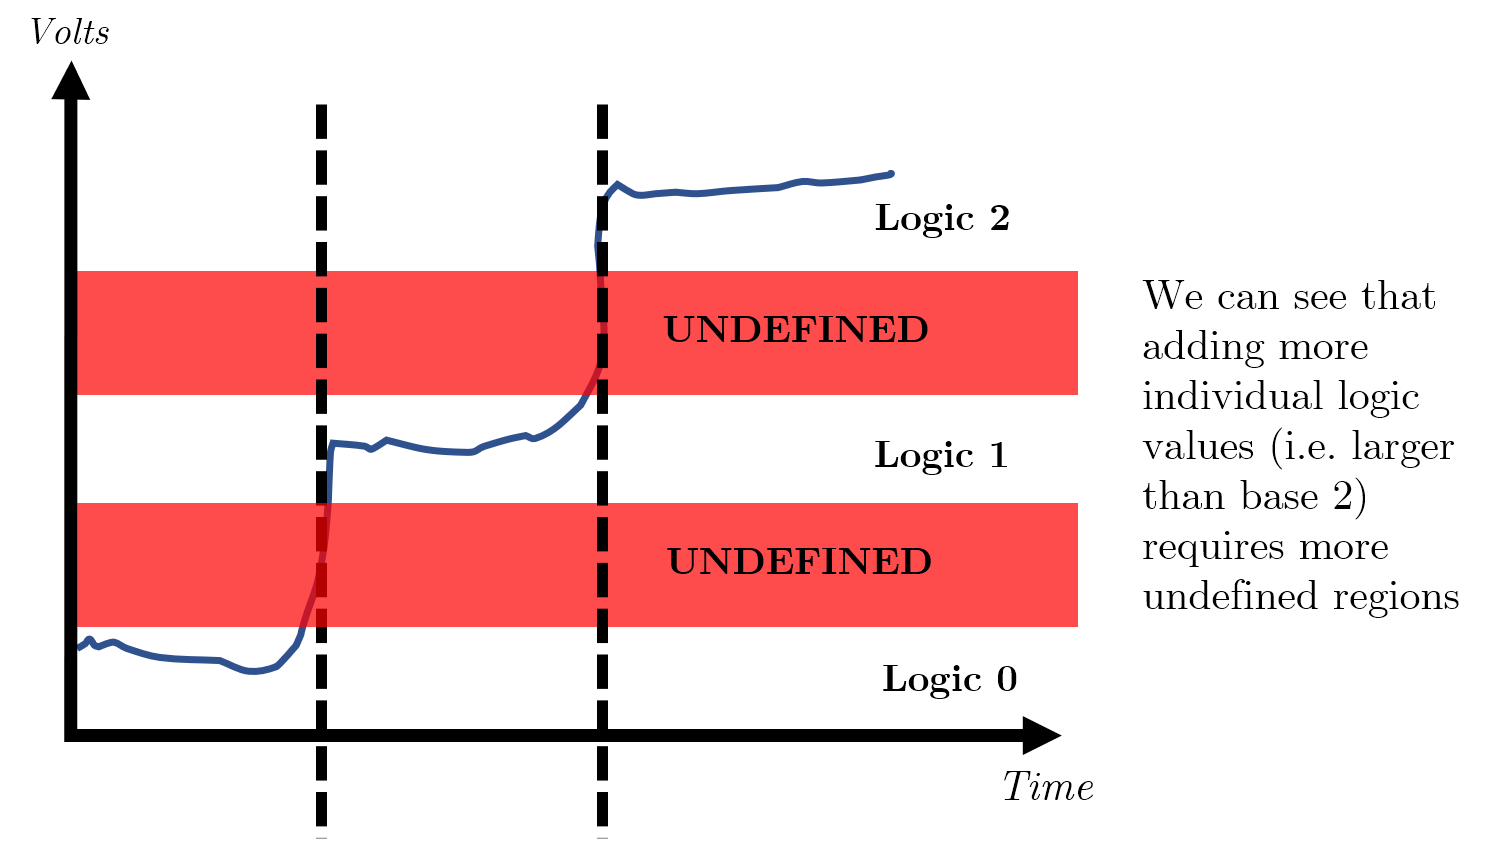 Volts
Logic 2
UNDEFINED
Logic 1
UNDEFINED
Logic 0
Time
We can see that
adding more
individual logic
values (i.e. larger
than base 2)
requires more
undefined regions